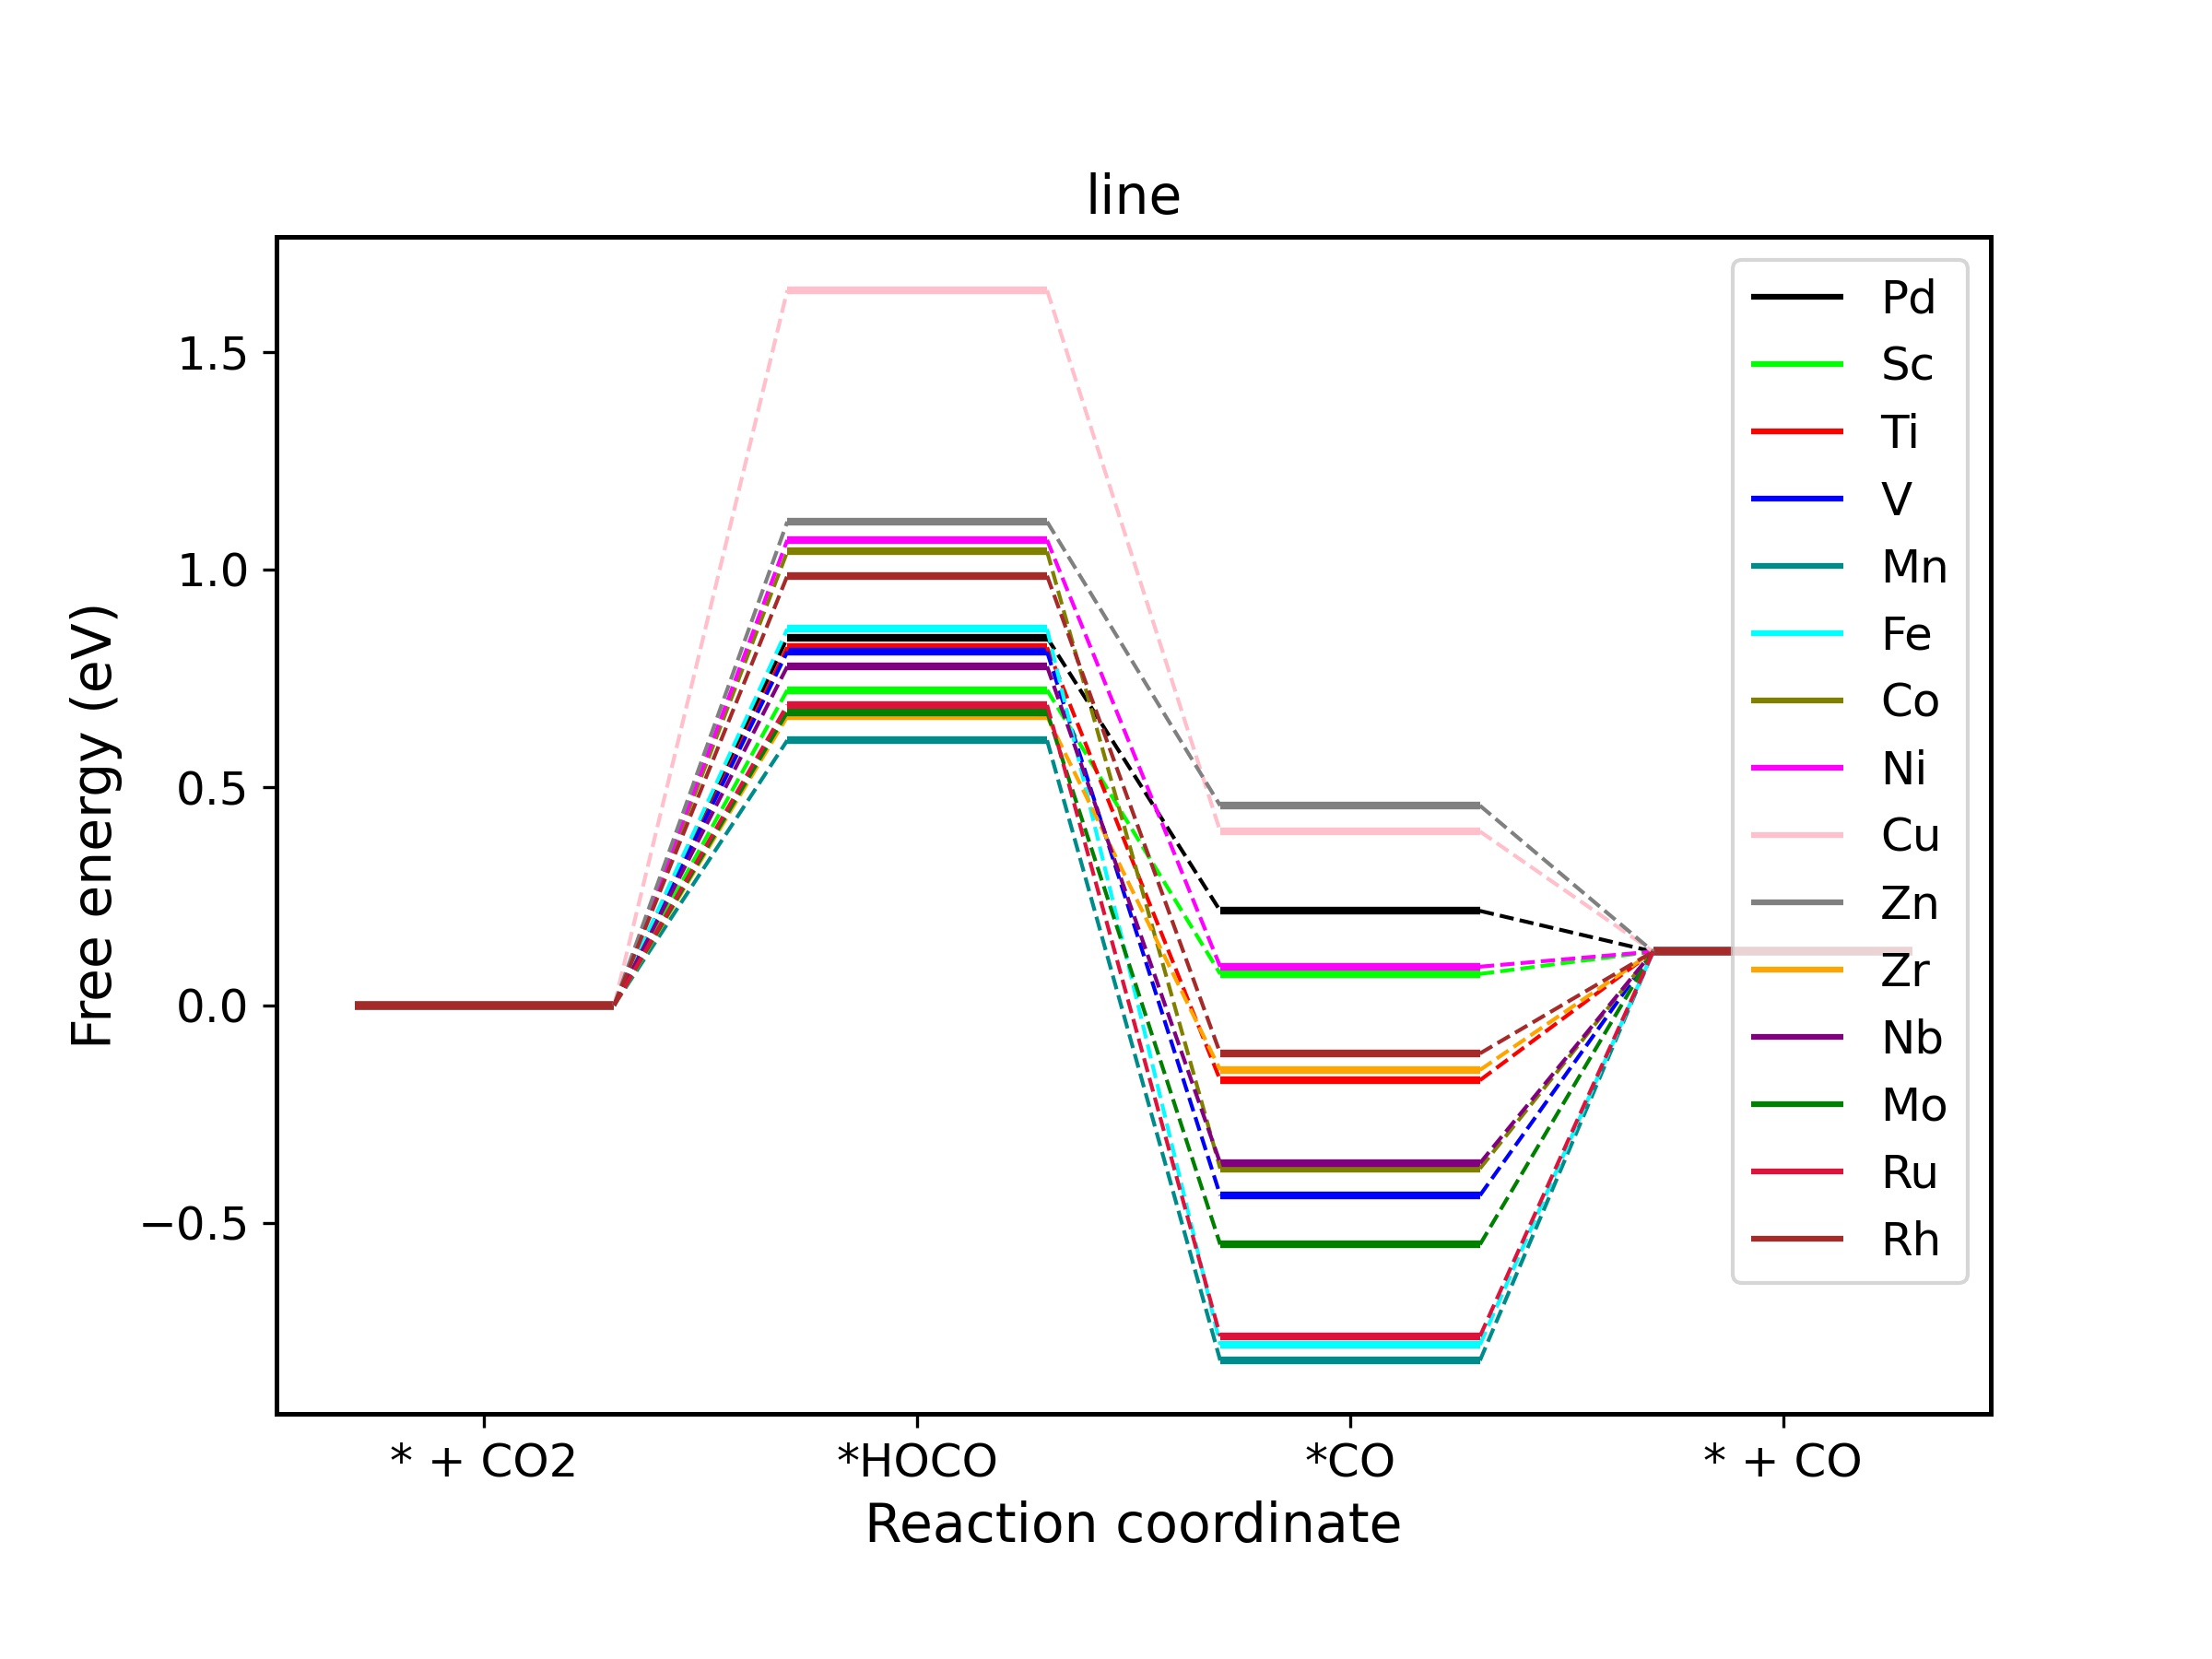 line
Free energy (eV)
1.5
1.0
0.5
0.0
−0.5
* + CO2
*HOCO
*CO
* + CO
Reaction coordinate
Pd
Sc
Ti
V
Mn
Fe
Co
Ni
Cu
Zn
Zr
Nb
Mo
Ru
Rh